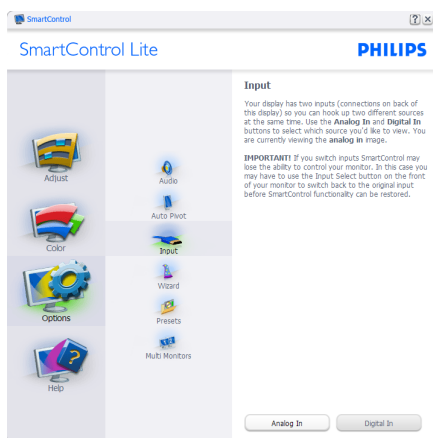 SmartControl
SmartControl Lite
PHILIPS
Adjust
Color
Options
Help
Audio
Auto Pivot
Input
Wizard
Presets
Multi Monitors
Input
Your display has two inputs (connections on back of
this display) so you can hook up two different sources
at the same time. Use the Analog In and Digital In
buttons to select which source you'd like to view. You
are currently viewing the analog in image.
IMPORTANT! If you switch inputs SmartControl may
lose the ability to control your monitor. In this case you
may have to use the Input Select button on the front
of your monitor to switch back to the original input
before SmartControl functionality can be restored.
Analog In
Digital In